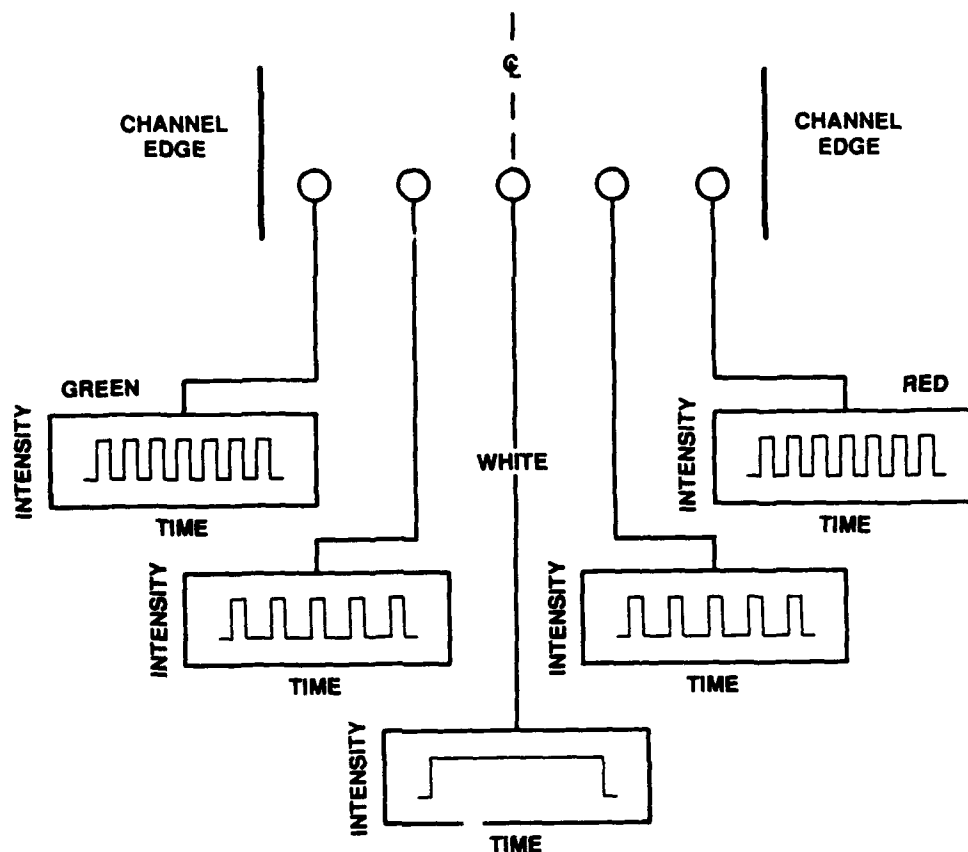 ℄
CHANNEL
EDGE
CHANNEL
EDGE
GREEN
RED
INTENSITY
TIME
WHITE
INTENSITY
TIME
INTENSITY
TIME
INTENSITY
TIME
INTENSITY
TIME